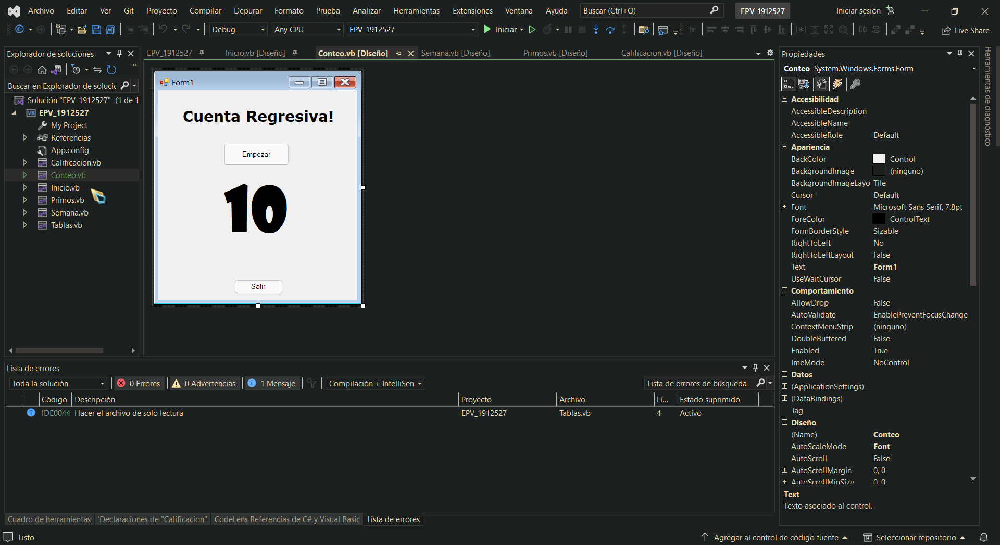 Archivo Editar Ver Git Proyecto Compilar Depurar Formato Prueba Analizar Herramientas Extensiones Ventana Ayuda Buscar (Ctrl+Q) EPV_1912527 Iniciar sesión
Debug Any CPU EPV_1912527 Iniciar Live Share
Explorador de soluciones
Buscar en Explorador de solucic
Solución "EPV_1912527" (1 de 1
VB EPV_1912527
My Project
Referencias
App.config
Calificacion.vb
Conteo.vb
Inicio.vb
Primos.vb
Semana.vb
Tablas.vb
EPV_1912527 Inicio.vb [Diseño] Conteo.vb [Diseño] Semana.vb [Diseño] Primos.vb [Diseño] Calificacion.vb [Diseño]
Form1
Cuenta Regresiva!
Empezar
10
Salir
Propiedades
Conteo System.Windows.Forms.Form
Accesibilidad
AccessibleDescription
AccessibleName
AccessibleRole Default
Apariencia
BackColor Control
BackgroundImage (ninguno)
BackgroundImageLayo Tile
Cursor Default
Font Microsoft Sans Serif, 7.8pt
ForeColor ControlText
FormBorderStyle Sizable
RightToLeft No
RightToLeftLayout False
Text Form1
UseWaitCursor False
Comportamiento
AllowDrop False
AutoValidate EnablePreventFocusChange
ContextMenuStrip (ninguno)
DoubleBuffered False
Enabled True
ImeMode NoControl
Datos
(ApplicationSettings)
(DataBindings)
Tag
Diseño
(Name) Conteo
AutoScaleMode Font
AutoScroll False
AutoScrollMargin 0, 0
AutoScrollMinSize 0, 0
Text
Texto asociado al control.
Herramientas de diagnóstico
Lista de errores
Toda la solución 0 Errores 0 Advertencias 1 Mensaje Compilación + IntelliSen Lista de errores de búsqueda
Código Descripción Proyecto Archivo Lí... Estado suprimido
IDE0044 Hacer el archivo de solo lectura EPV_1912527 Tablas.vb 4 Activo
Cuadro de herramientas 'Declaraciones de "Calificacion" CodeLens Referencias de C# y Visual Basic Lista de errores
Listo Agregar al control de código fuente Seleccionar repositorio